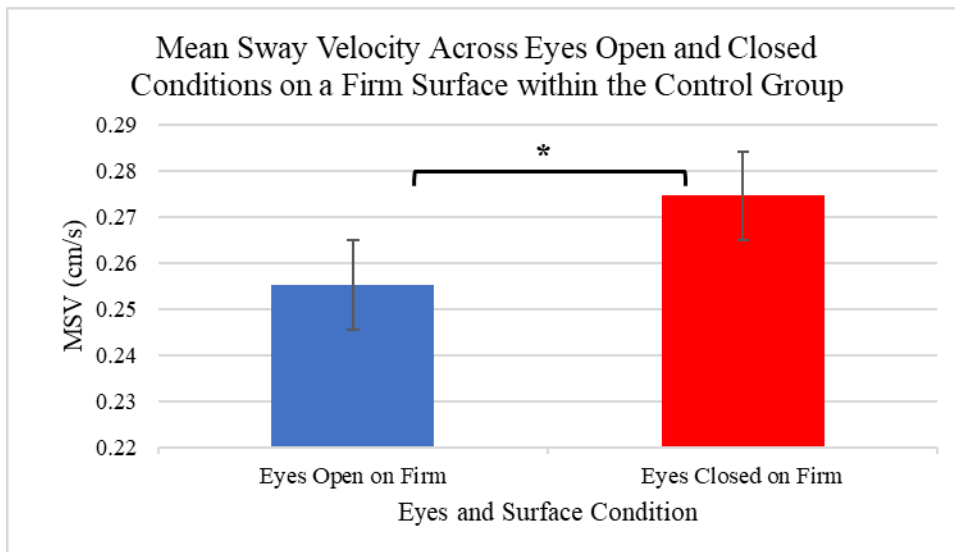 Mean Sway Velocity Across Eyes Open and Closed
Conditions on a Firm Surface within the Control Group
0.29
*
0.28
0.27
0.26
0.25
0.24
0.23
0.22
MSV (cm/s)
Eyes Open on Firm
Eyes Closed on Firm
Eyes and Surface Condition